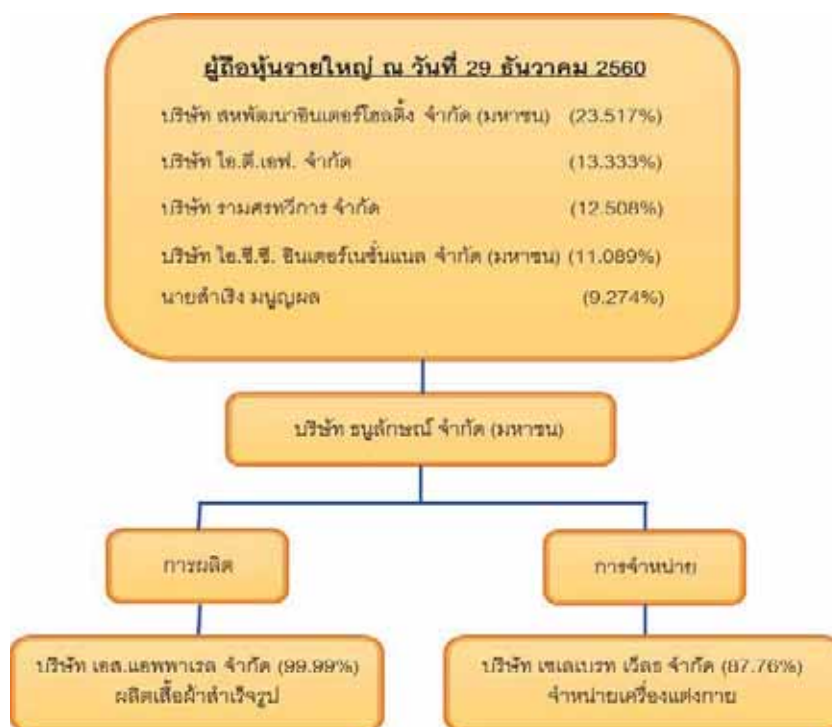 ผู้ถือหุ้นรายใหญ่ ณ วันที่ 29 ธันวาคม 2560
บริษัท สหพัฒนาอินเตอร์โฮลดิ้ง จำกัด (มหาชน) (23.517%)
บริษัท ไอ.ดี.เอฟ. จำกัด (13.333%)
บริษัท รามศรทวีการ จำกัด (12.508%)
บริษัท ไอ.ซี.ซี. อินเตอร์เนชั่นแนล จำกัด (มหาชน) (11.089%)
นายสำเริง มนูญผล (9.274%)
บริษัท ธนูลักษณ์ จำกัด (มหาชน)
การผลิต
การจำหน่าย
บริษัท เอส.แอพพาเรล จำกัด (99.99%)
ผลิตเสื้อผ้าสำเร็จรูป
บริษัท เซเลเบรท เว็ลธ จำกัด (87.76%)
จำหน่ายเครื่องแต่งกาย